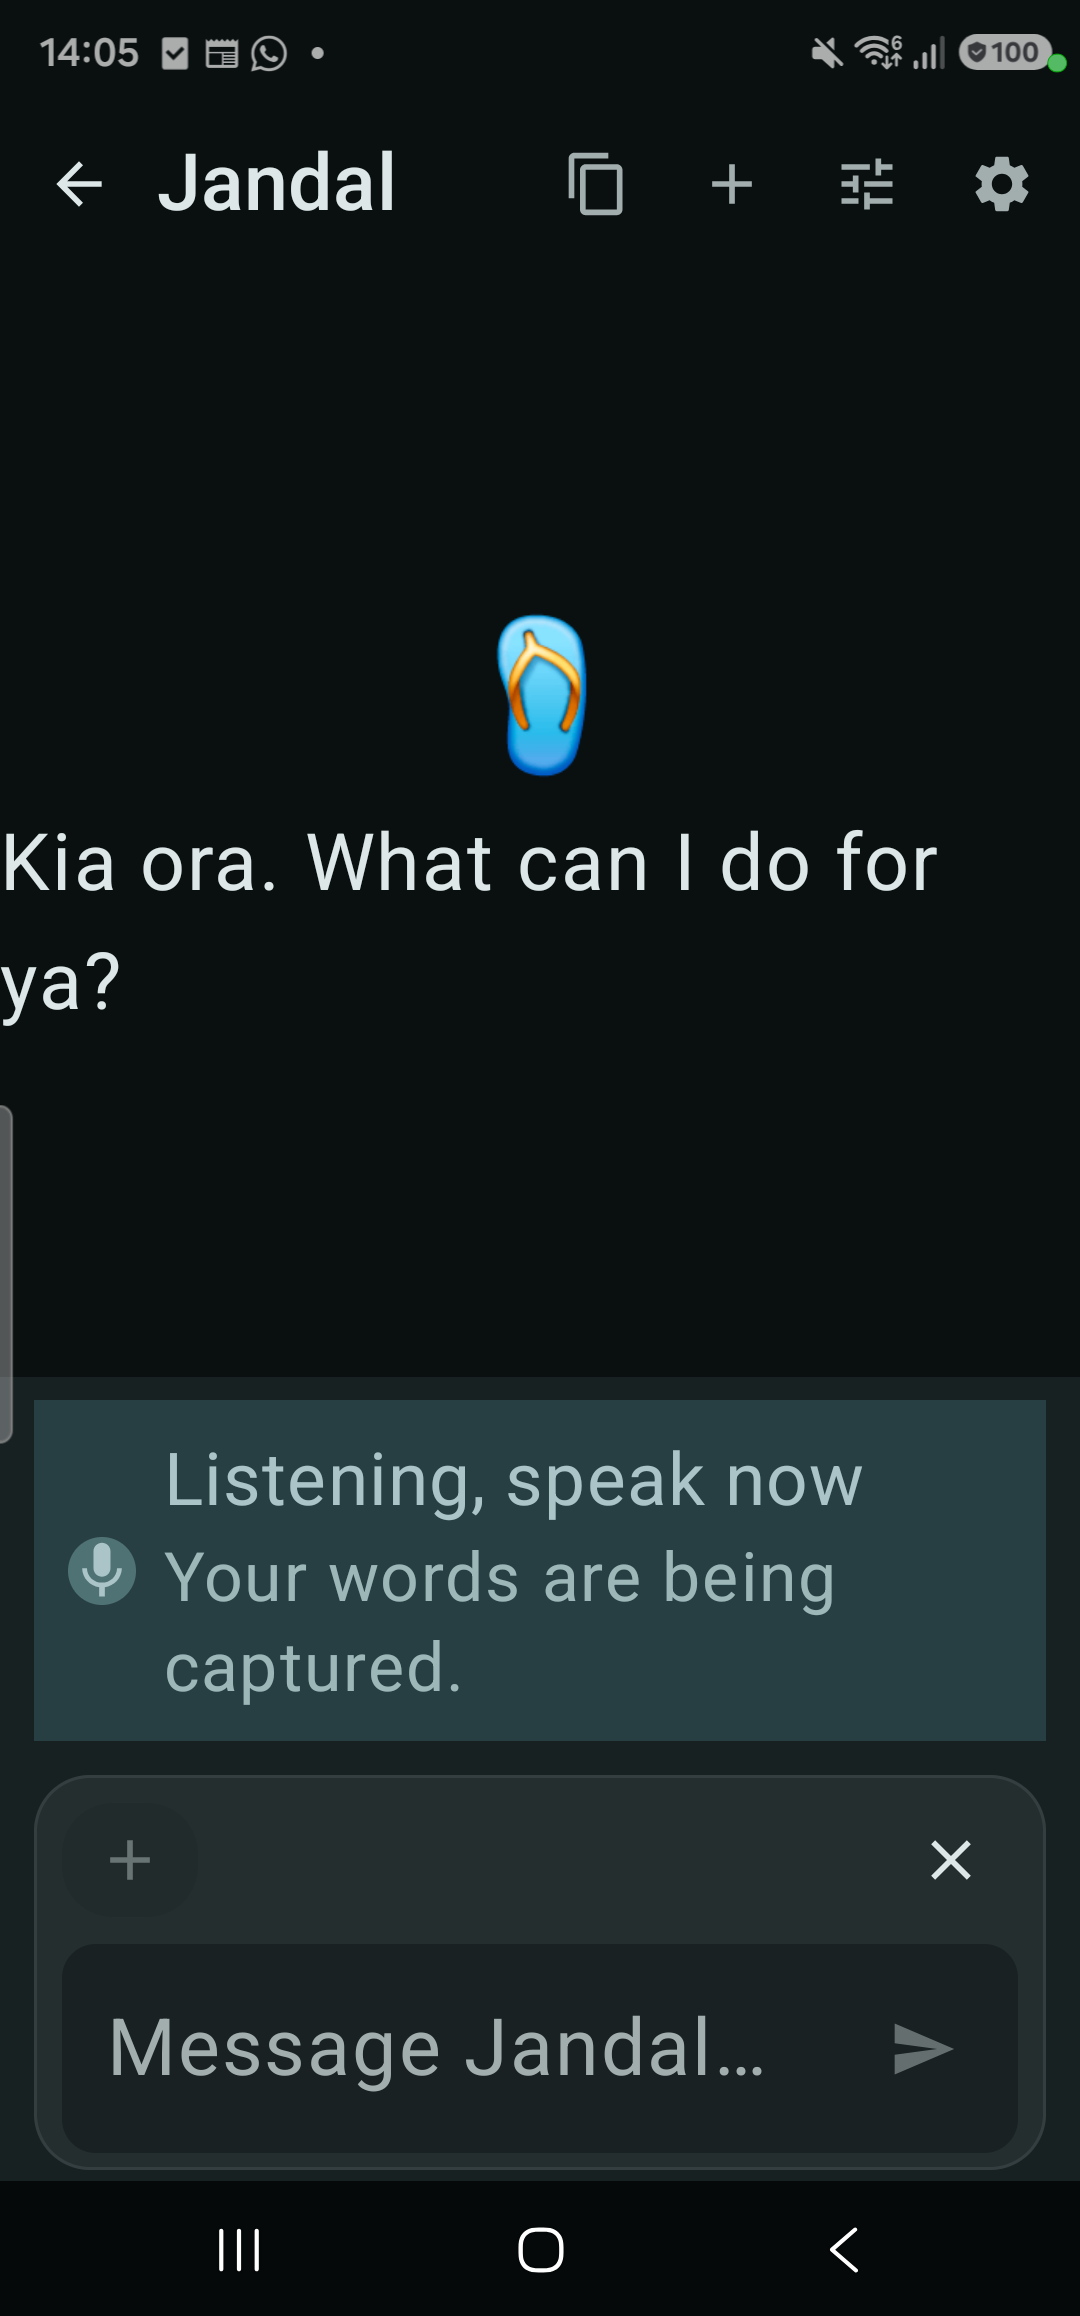 14:05
6
100
Jandal
Kia ora. What can I do for
ya?
Listening, speak now
Your words are being
captured.
Message Jandal...